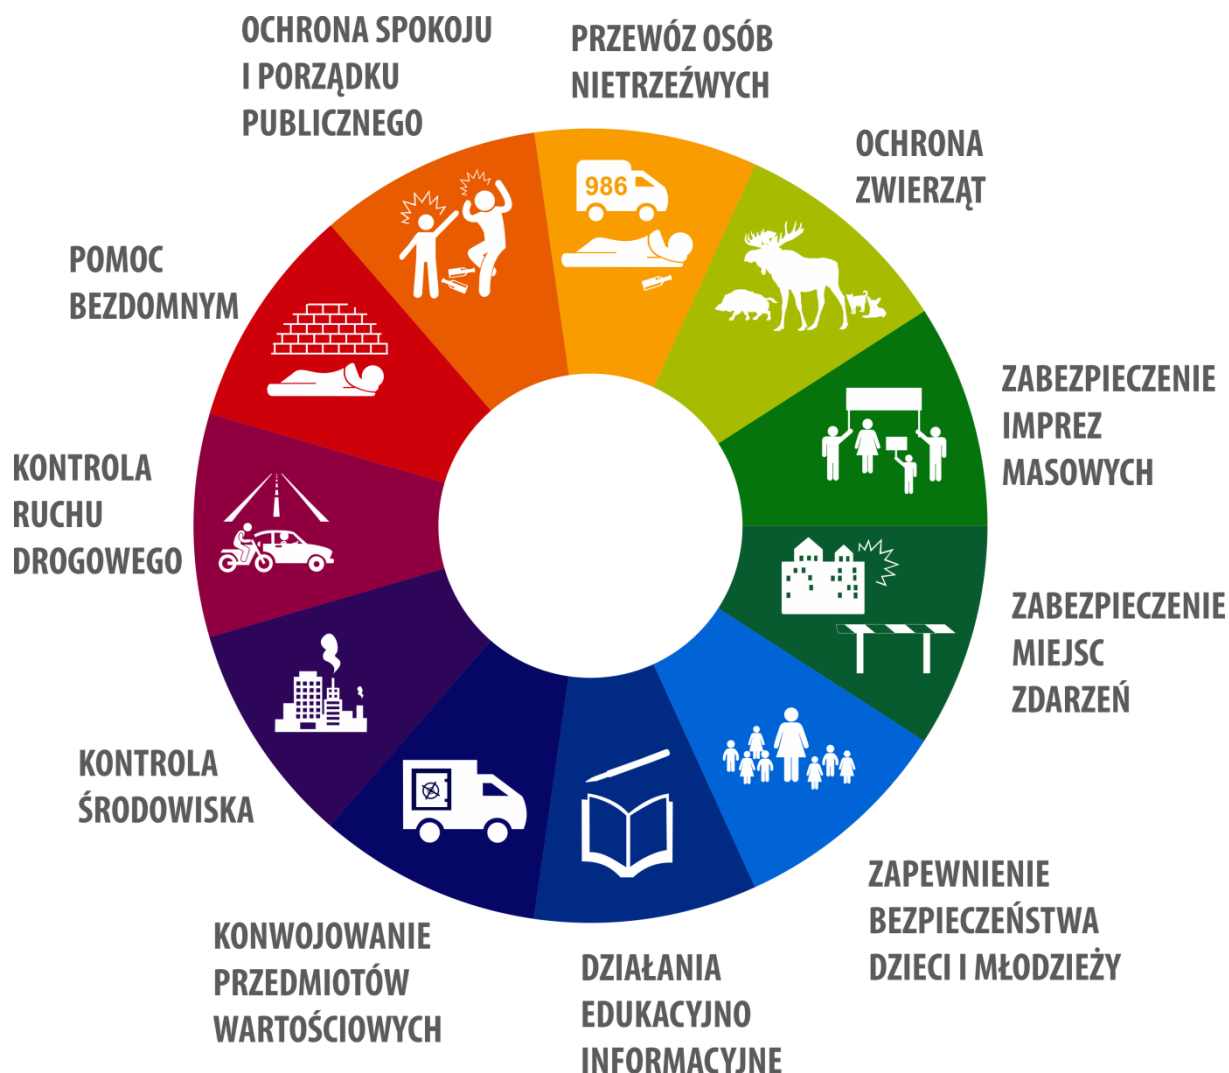 OCHRONA SPOKOJU
I PORZĄDKU
PUBLICZNEGO
PRZEWÓZ OSÓB
NIETRZEŹWYCH
986
OCHRONA
ZWIERZĄT
ZABEZPIECZENIE
IMPREZ
MASOWYCH
ZABEZPIECZENIE
MIEJSC
ZDARZEŃ
ZAPEWNIENIE
BEZPIECZEŃSTWA
DZIECI I MŁODZIEŻY
DZIAŁANIA
EDUKACYJNO
INFORMACYJNE
KONWOJOWANIE
PRZEDMIOTÓW
WARTOŚCIOWYCH
KONTROLA
ŚRODOWISKA
KONTROLA
RUCHU
DROGOWEGO
POMOC
BEZDOMNYM